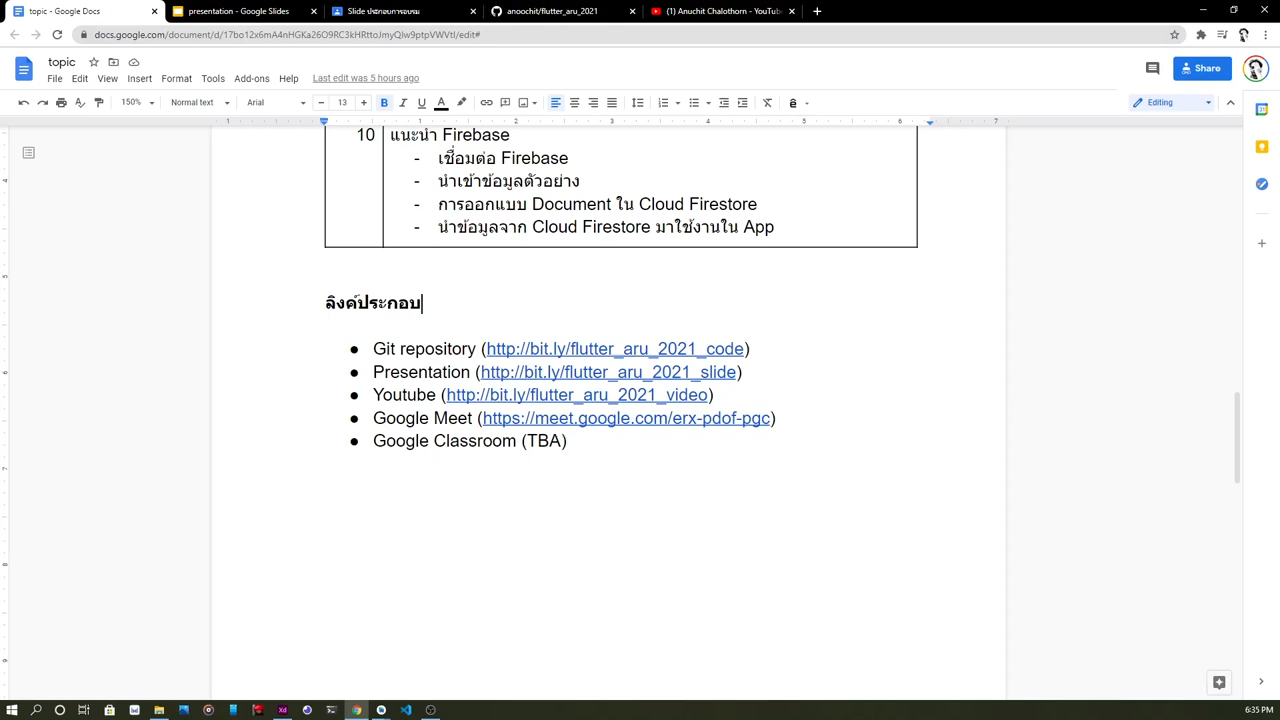 topic - Google Docs
presentation - Google Slides
Slide ประกอบการอบรม
anoochit/flutter_aru_2021
(1) Anuchit Chalothorn - YouTube
docs.google.com/document/d/17bo12x6mA4nHGKa26O9RC3kHRttoJmyQlw9ptpVWVtI/edit#
topic
File Edit View Insert Format Tools Add-ons Help Last edit was 5 hours ago
Share
150% Normal text Arial 13 Editing
1 1 2 3 4 5 6 7
10 แนะนำ Firebase
- เชื่อมต่อ Firebase
- นำเข้าข้อมูลตัวอย่าง
- การออกแบบ Document ใน Cloud Firestore
- นำข้อมูลจาก Cloud Firestore มาใช้งานใน App
ลิงค์ประกอบ
● Git repository (http://bit.ly/flutter_aru_2021_code)
● Presentation (http://bit.ly/flutter_aru_2021_slide)
● Youtube (http://bit.ly/flutter_aru_2021_video)
● Google Meet (https://meet.google.com/erx-pdof-pgc)
● Google Classroom (TBA)
6:35 PM